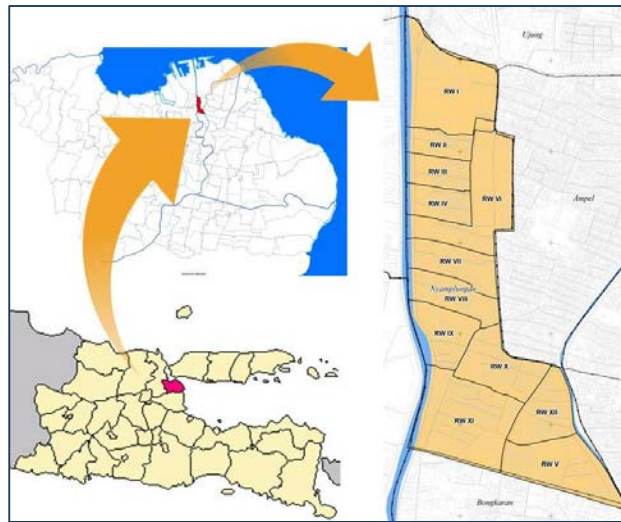 Ujung
RW I
RW II
RW III
RW IV
RW VI
Ampel
RW VII
Nyamplungan
RW VIII
RW IX
RW X
RW XII
RW XI
RW V
Bongkaran